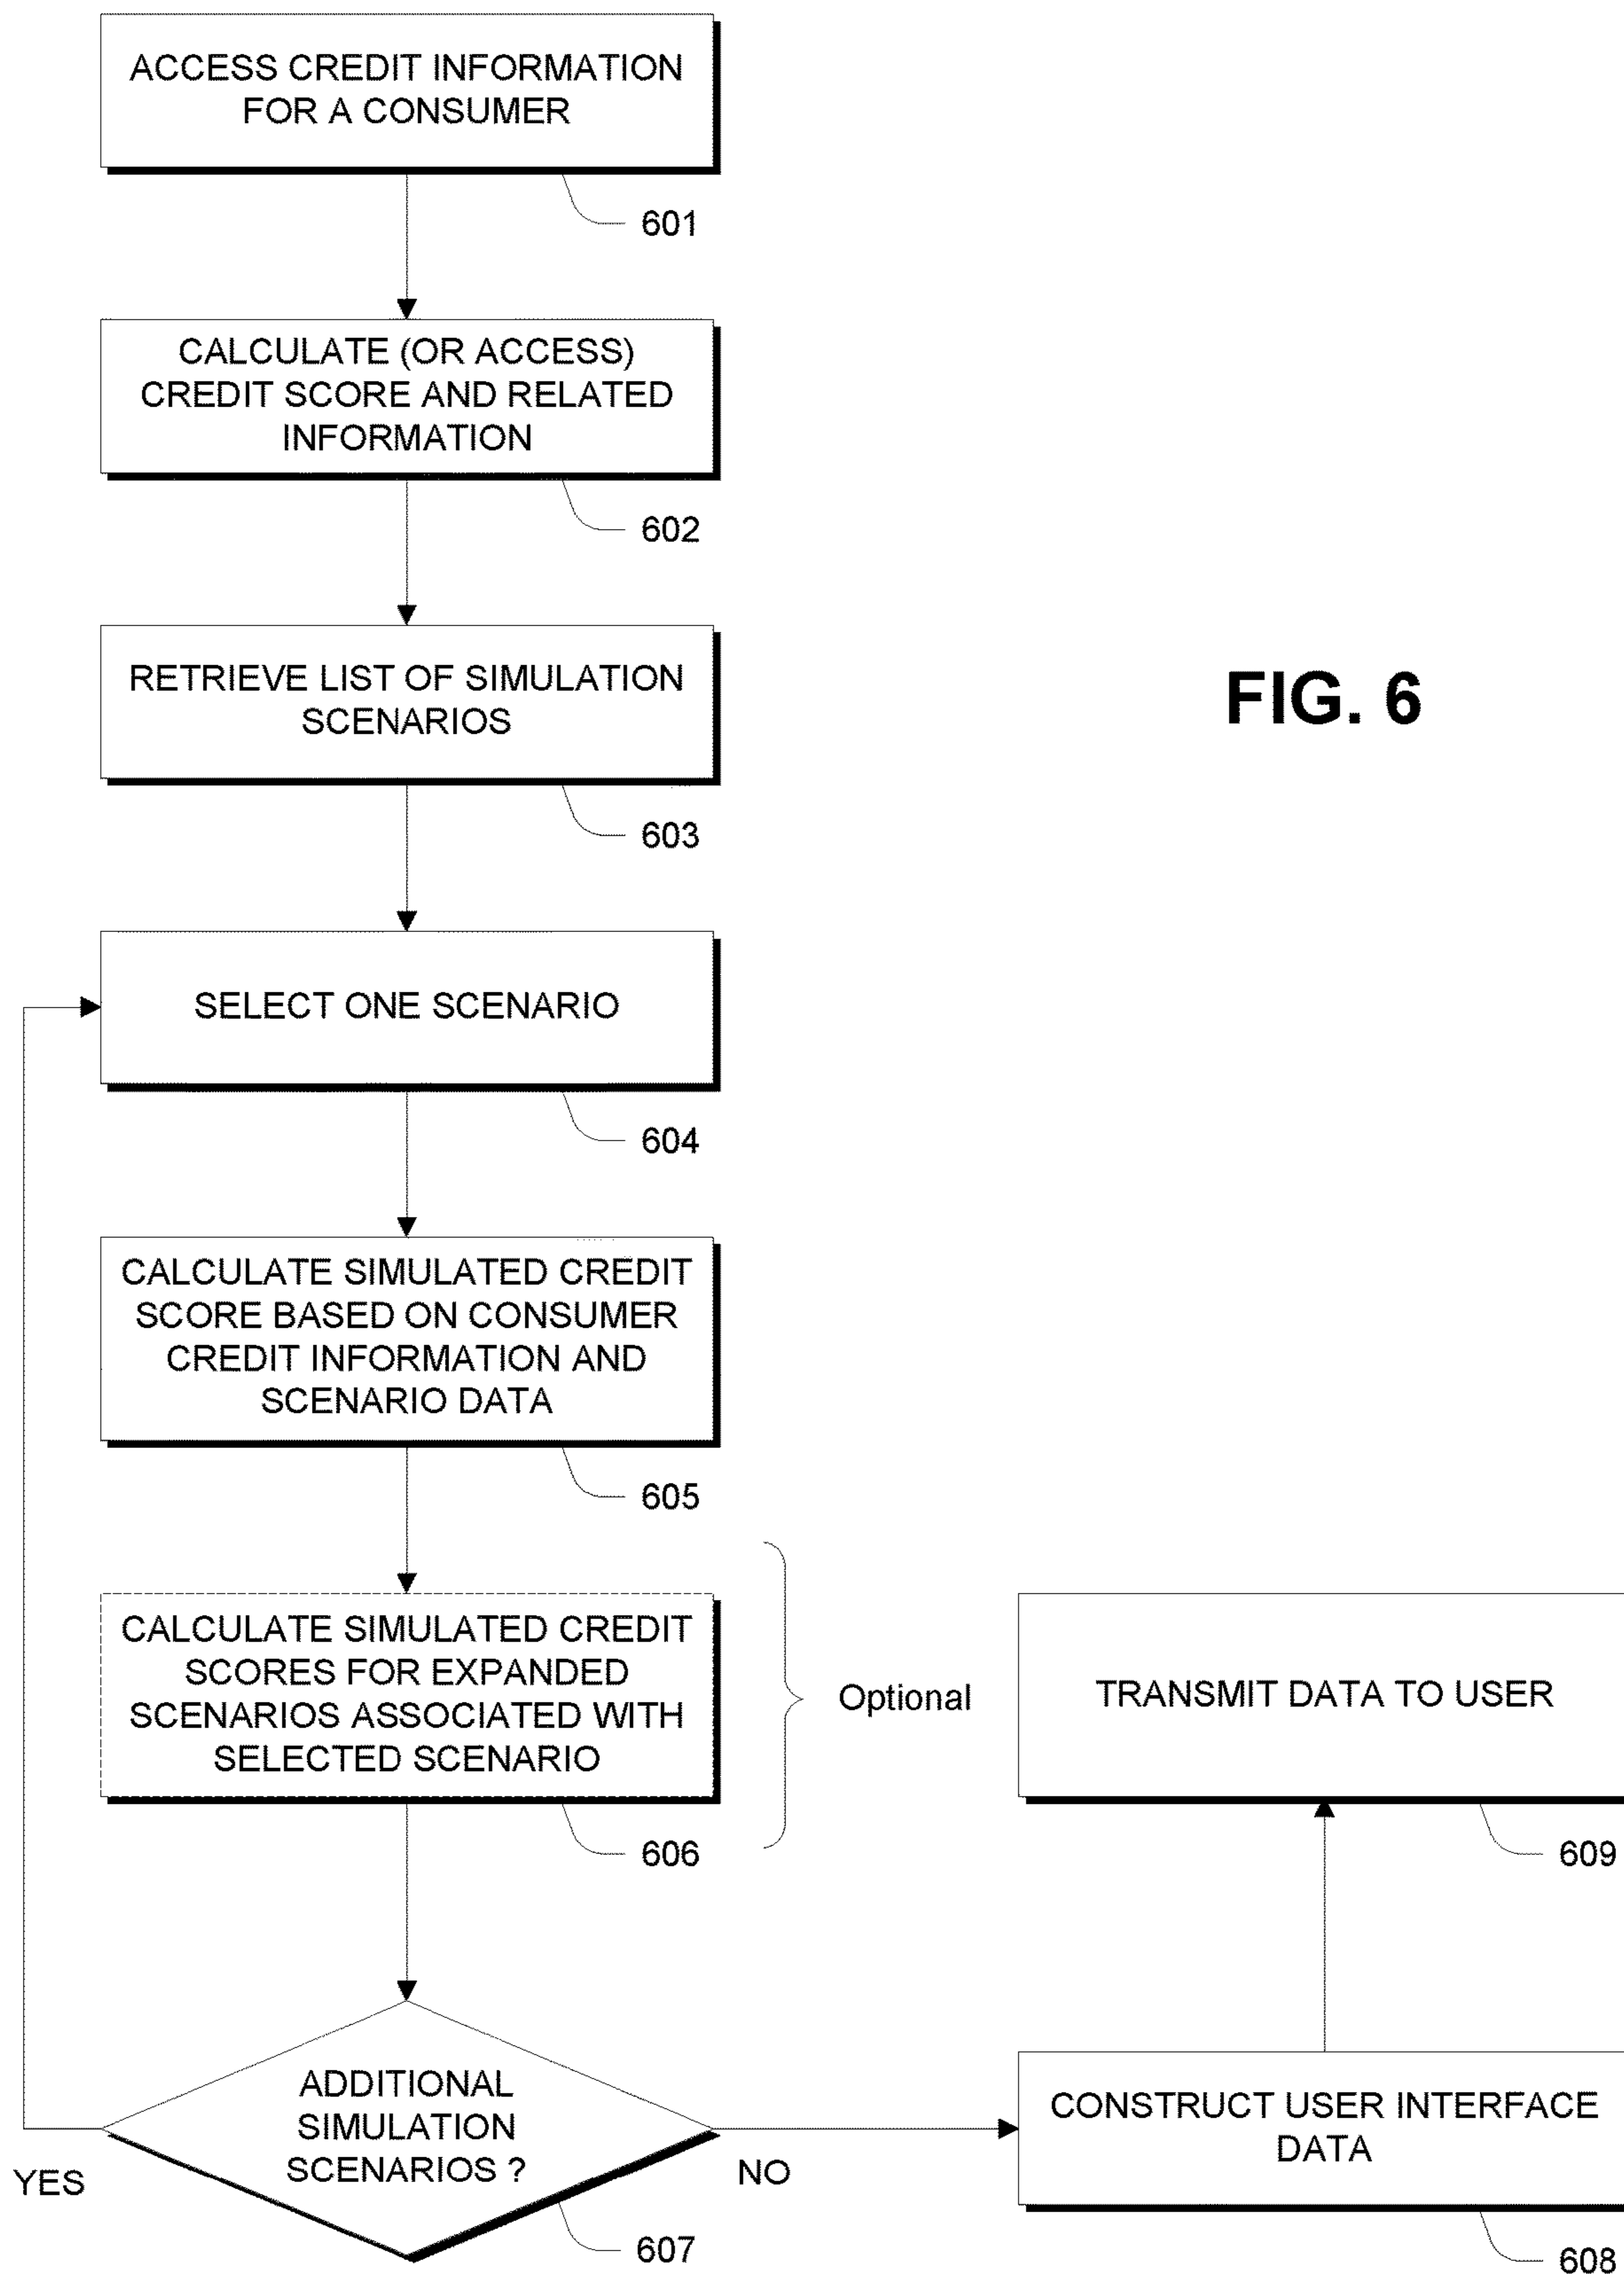 ACCESS CREDIT INFORMATION
FOR A CONSUMER
601
CALCULATE (OR ACCESS)
CREDIT SCORE AND RELATED
INFORMATION
602
RETRIEVE LIST OF SIMULATION
SCENARIOS
603
FIG. 6
SELECT ONE SCENARIO
604
CALCULATE SIMULATED CREDIT
SCORE BASED ON CONSUMER
CREDIT INFORMATION AND
SCENARIO DATA
605
CALCULATE SIMULATED CREDIT
SCORES FOR EXPANDED
SCENARIOS ASSOCIATED WITH
SELECTED SCENARIO
606
Optional
ADDITIONAL
SIMULATION
SCENARIOS ?
607
YES
NO
CONSTRUCT USER INTERFACE
DATA
608
TRANSMIT DATA TO USER
609